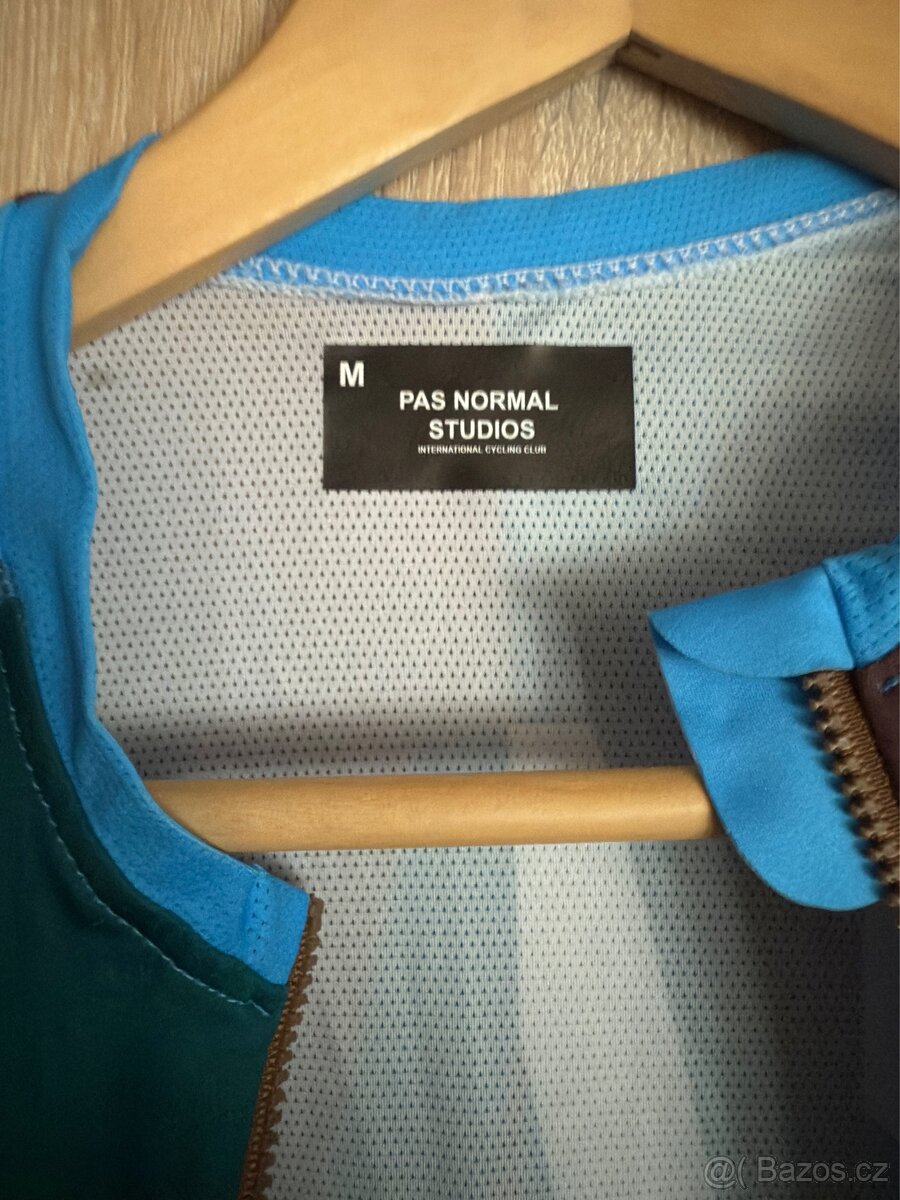 M
PAS NORMAL
STUDIOS
INTERNATIONAL CYCLING CLUB
@( Bazos.cz